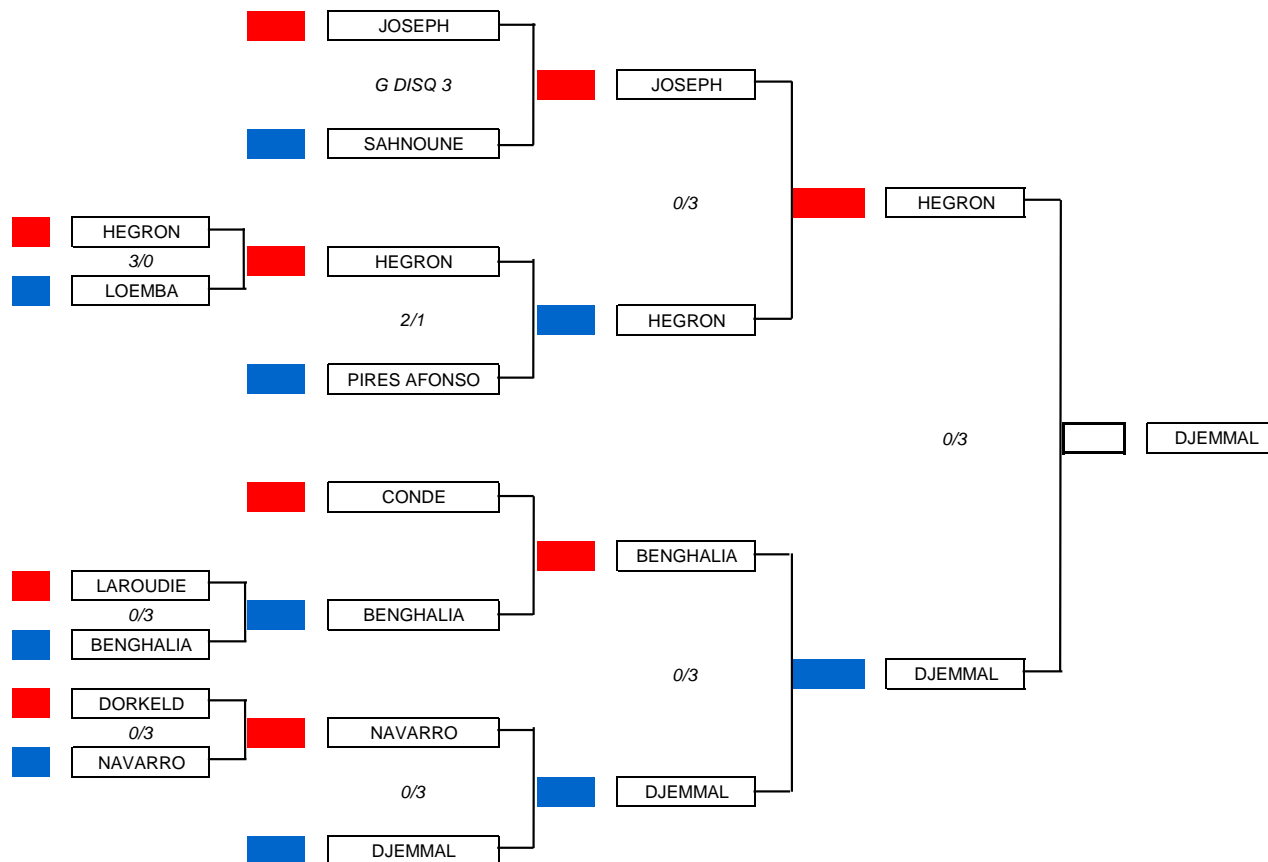 JOSEPH
G DISQ 3
JOSEPH
SAHNOUNE
0/3
HEGRON
HEGRON
3/0
HEGRON
LOEMBA
2/1
HEGRON
PIRES AFONSO
0/3
DJEMMAL
CONDE
BENGHALIA
LAROUDIE
0/3
BENGHALIA
BENGHALIA
0/3
DJEMMAL
DORKELD
0/3
NAVARRO
NAVARRO
0/3
DJEMMAL
DJEMMAL